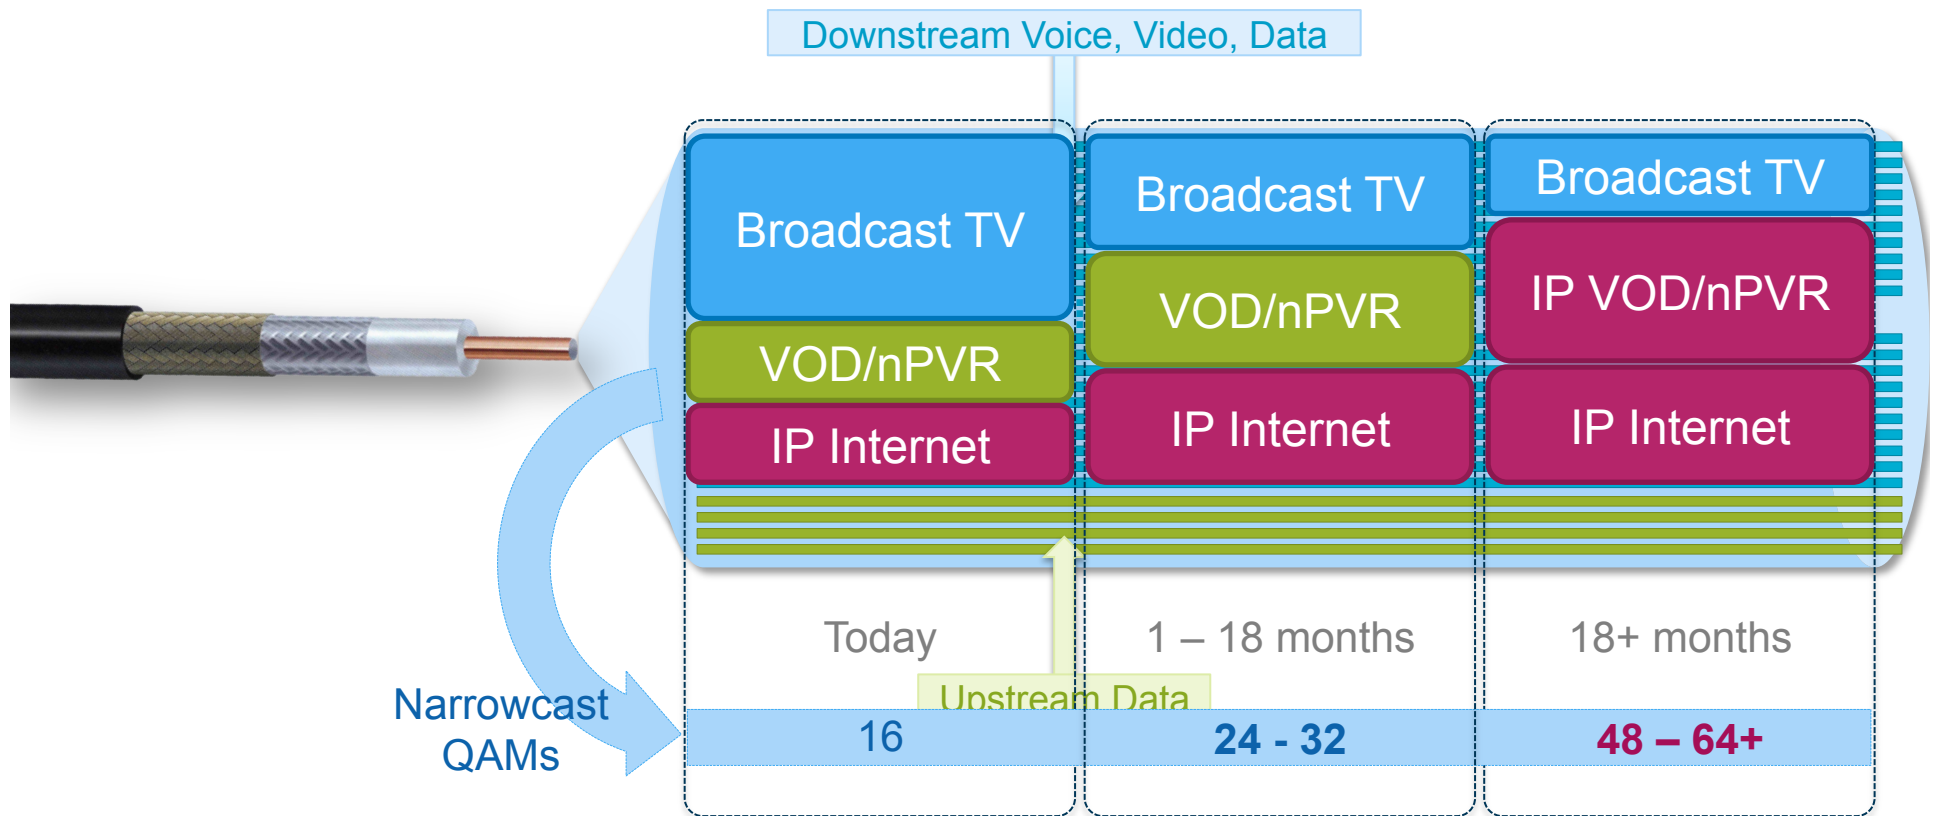 Downstream Voice, Video, Data
Broadcast TV
VOD/nPVR
IP Internet
Broadcast TV
VOD/nPVR
IP Internet
Broadcast TV
IP VOD/nPVR
IP Internet
Today
1 – 18 months
18+ months
Upstream Data
Narrowcast
QAMs
16
24 - 32
48 – 64+